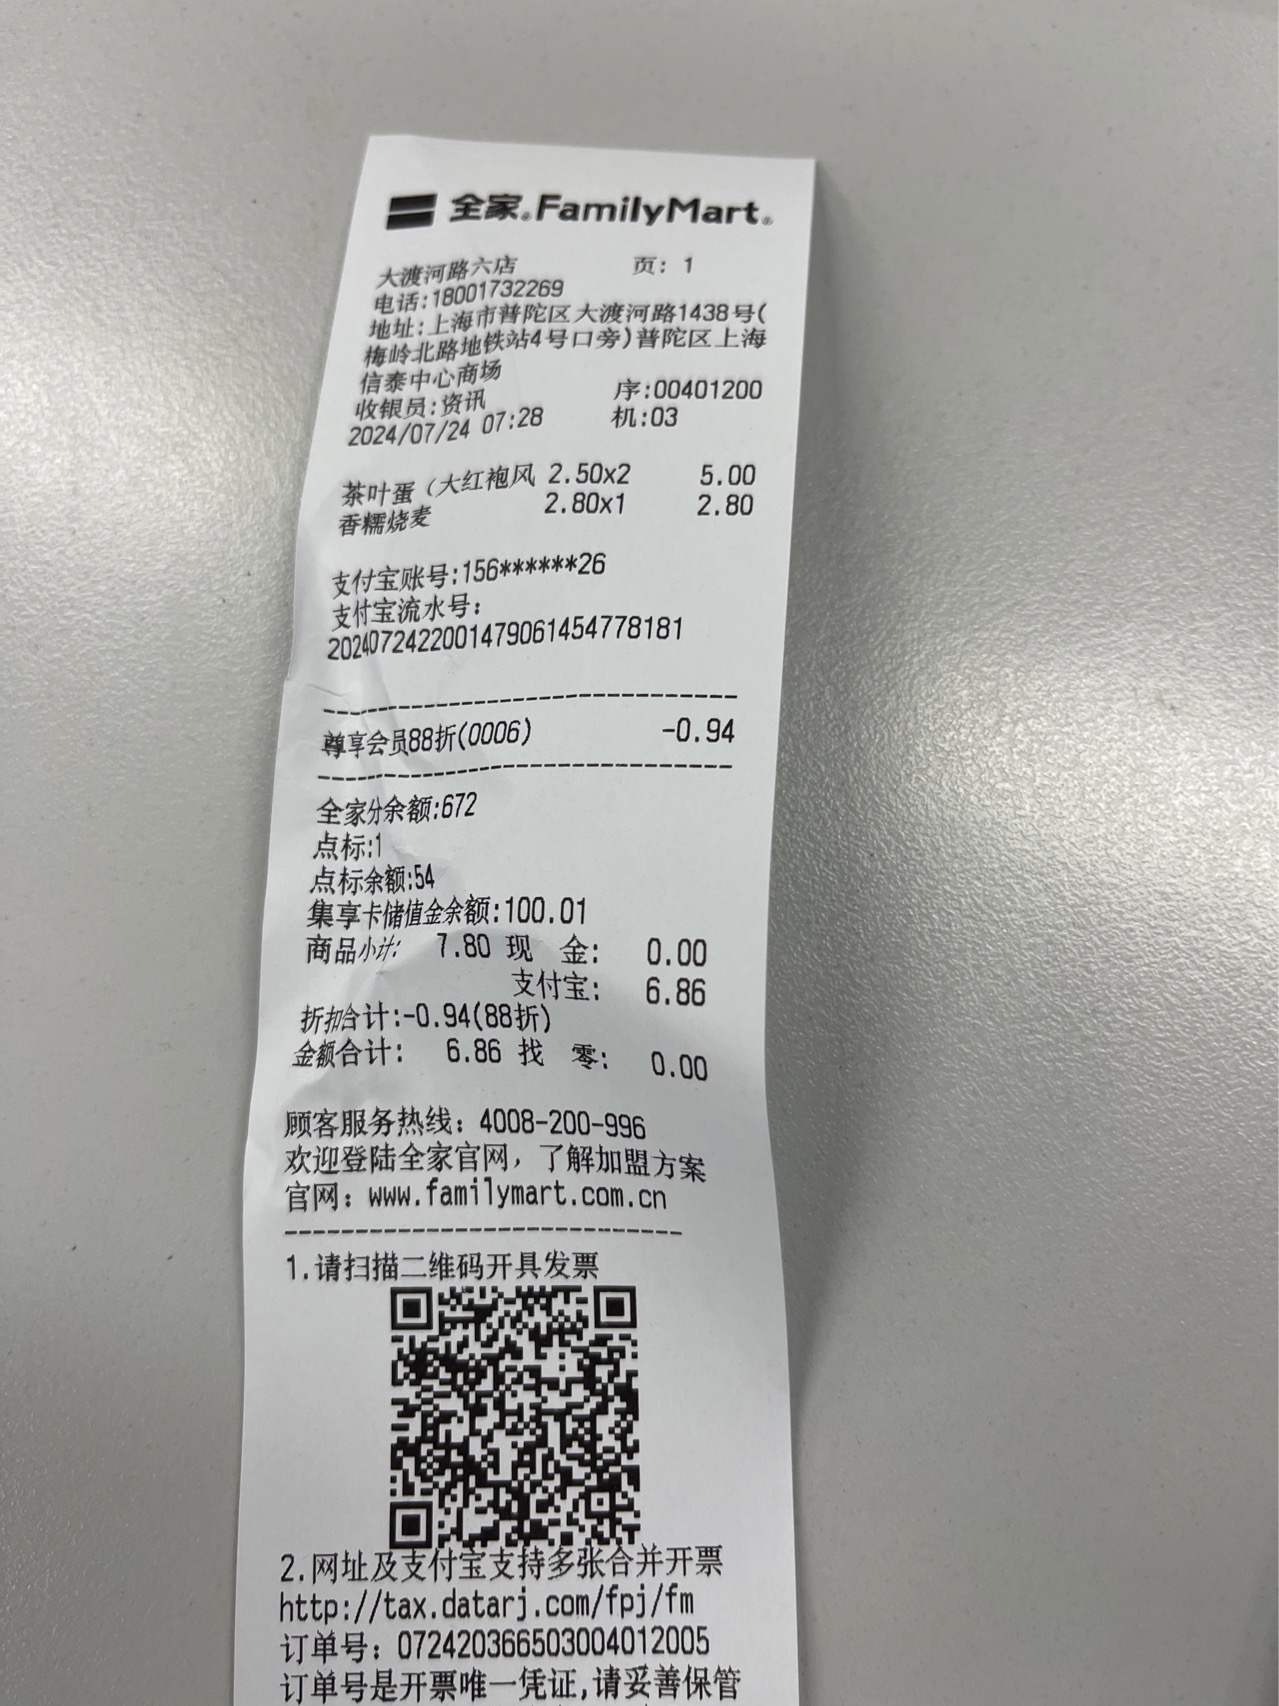 全家®FamilyMart®
大渡河路六店 页: 1
电话:18001732269
地址:上海市普陀区大渡河路1438号(
梅岭北路地铁站4号口旁)普陀区上海
信泰中心商场
收银员:资讯 序:00401200
2024/07/24 07:28 机:03
茶叶蛋（大红袍风 2.50x2 5.00
香糯烧麦 2.80x1 2.80
支付宝账号:156******26
支付宝流水号:
2024072422001479061454778181
尊享会员88折(0006) -0.94
全家分余额:672
点标:1
点标余额:54
集享卡储值金余额:100.01
商品小计: 7.80 现 金: 0.00
支付宝: 6.86
折扣合计:-0.94(88折)
金额合计: 6.86 找 零: 0.00
顾客服务热线: 4008-200-996
欢迎登陆全家官网，了解加盟方案
官网: www.familymart.com.cn
1.请扫描二维码开具发票
2.网址及支付宝支持多张合并开票
http://tax.datarj.com/fpj/fm
订单号: 072420366503004012005
订单号是开票唯一凭证,请妥善保管